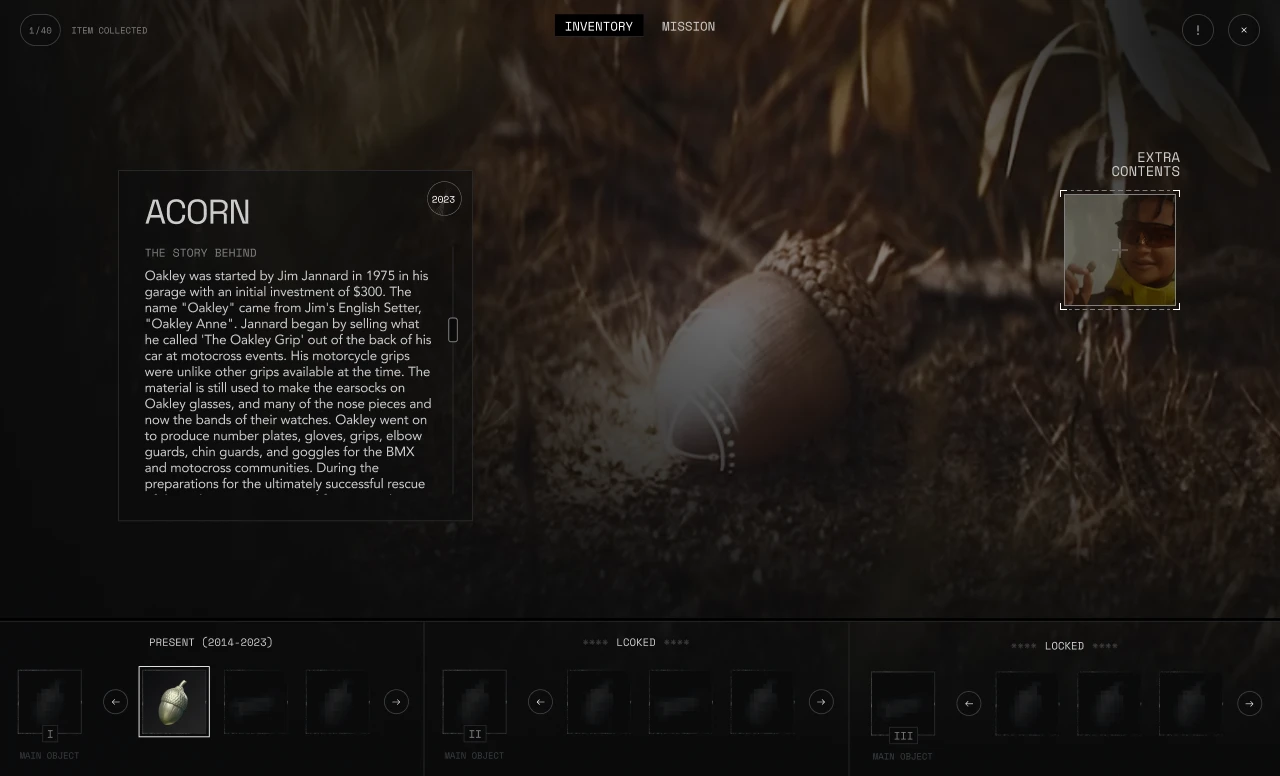 1/40
ITEM COLLECTED
INVENTORY
MISSION
!
×
EXTRA
CONTENTS
ACORN
2023
THE STORY BEHIND
Oakley was started by Jim Jannard in 1975 in his
garage with an initial investment of $300. The
name "Oakley" came from Jim's English Setter,
"Oakley Anne". Jannard began by selling what
he called 'The Oakley Grip' out of the back of his
car at motocross events. His motorcycle grips
were unlike other grips available at the time. The
material is still used to make the earsocks on
Oakley glasses, and many of the nose pieces and
now the bands of their watches. Oakley went on
to produce number plates, gloves, grips, elbow
guards, chin guards, and goggles for the BMX
and motocross communities. During the
preparations for the ultimately successful rescue
PRESENT (2014-2023)
I
MAIN OBJECT
**** LCOKED ****
II
MAIN OBJECT
**** LOCKED ****
III
MAIN OBJECT